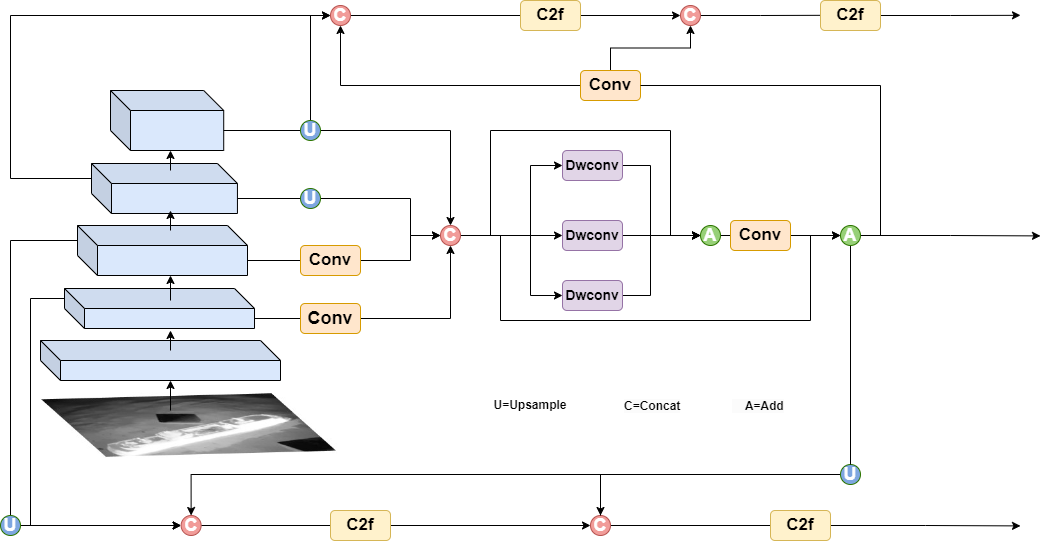 C
C2f
C
C2f
Conv
U
Dwconv
U
C
Dwconv
A
Conv
A
Conv
Dwconv
Conv
U=Upsample
C=Concat
A=Add
U
U
C
C2f
C
C2f